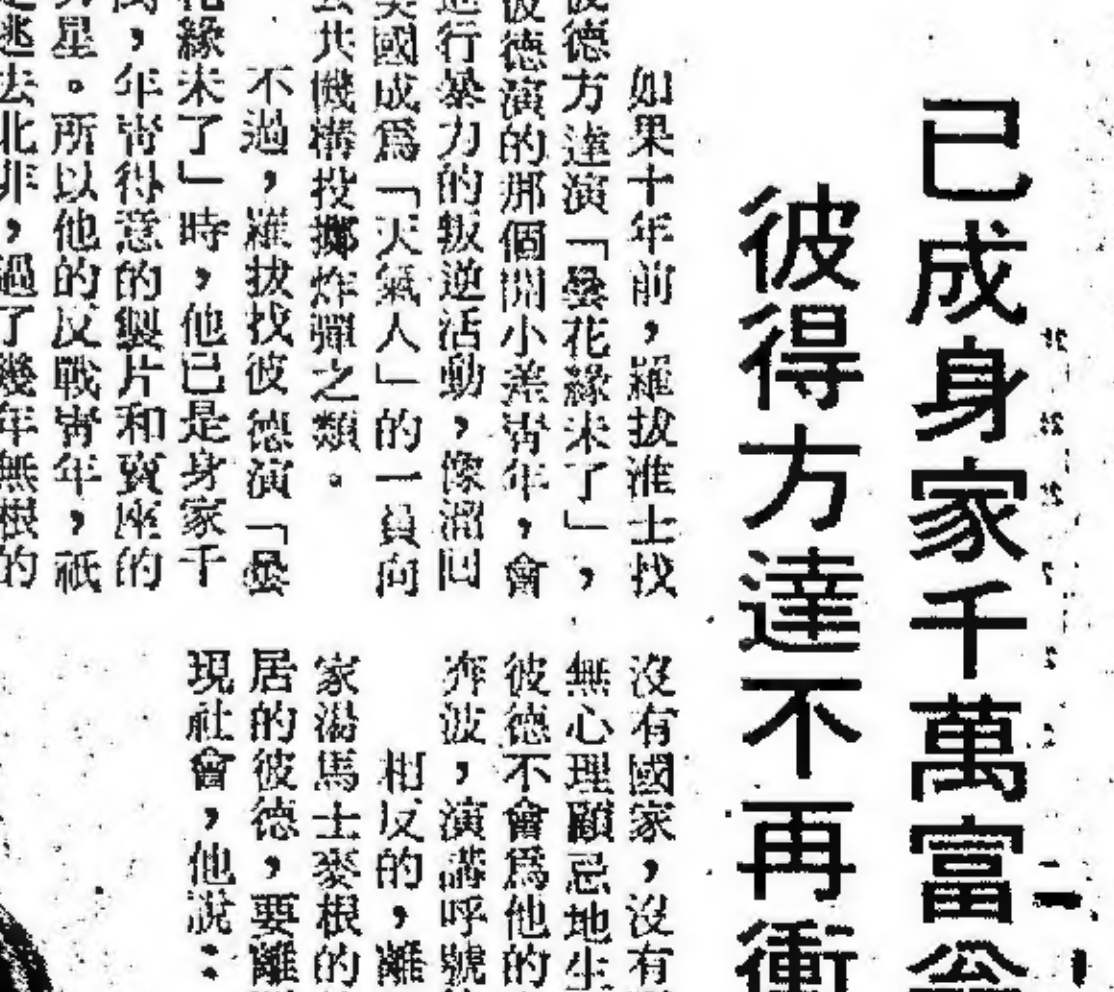 已成身家千萬富翁
彼得方達不再衝
如果十年前,羅拔維士找
彼德方達演「曇花緣未了」,
彼德演的那個開小差青年,會
進行暴力的叛逆活動,像溜回
美國成為「天氣人」的一員向
公共機構投擲炸彈之類。
不過,羅拔找彼德演「曇
花緣未了」時,他已是身家千
萬,年青得意的製片和賣座的
男星。所以他的反戰青年,祇
是逃去北非,過了幾年無根的
沒有國家,沒有
無心理顧忌地生
彼德不會為他的
奔波,演講呼號
相反的,離
家湯馬士麥根的
居的彼德,要離
現社會,他說: